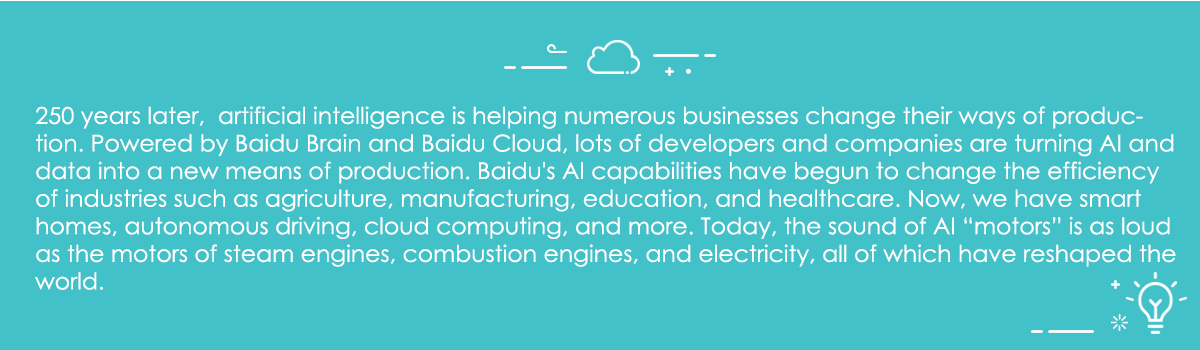 250 years later,  artificial intelligence is helping numerous businesses change their ways of produc-
tion. Powered by Baidu Brain and Baidu Cloud, lots of developers and companies are turning AI and
data into a new means of production. Baidu's AI capabilities have begun to change the efficiency
of industries such as agriculture, manufacturing, education, and healthcare. Now, we have smart
homes, autonomous driving, cloud computing, and more. Today, the sound of AI “motors” is as loud
as the motors of steam engines, combustion engines, and electricity, all of which have reshaped the
world.